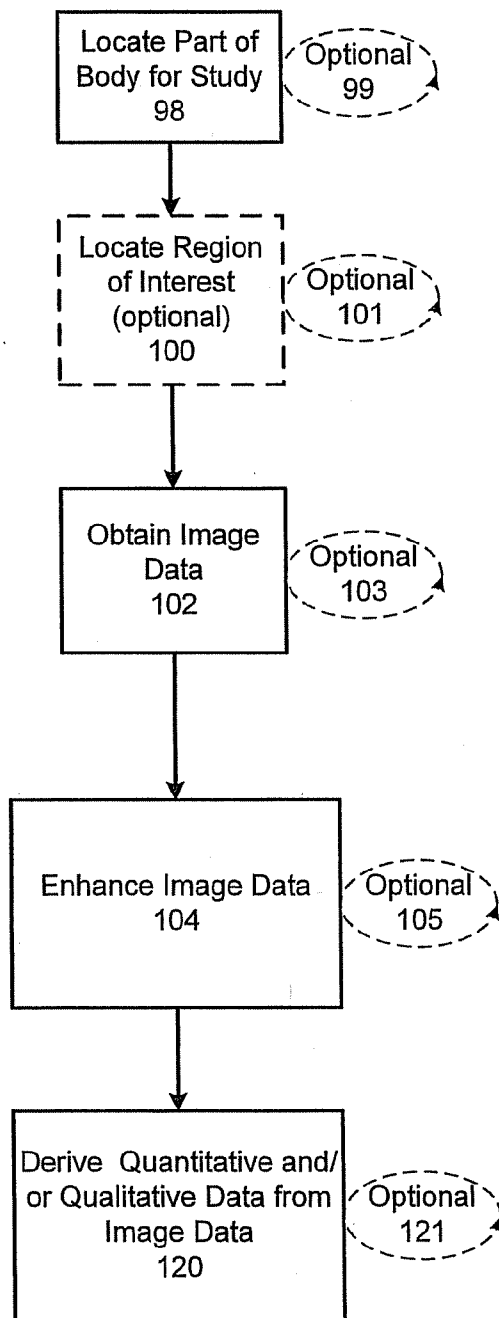 Locate Part of
Body for Study
98
Optional
99
Locate Region
of Interest
(optional)
100
Optional
101
Obtain Image
Data
102
Optional
103
Enhance Image Data
104
Optional
105
Derive Quantitative and/
or Qualitative Data from
Image Data
120
Optional
121